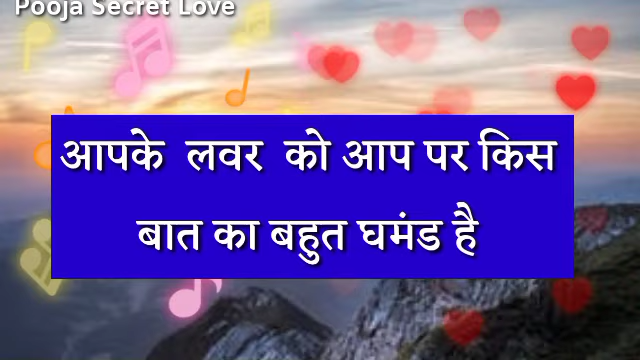 Pooja Secret Love
आपके लवर को आप पर किस
बात का बहुत घमंड है